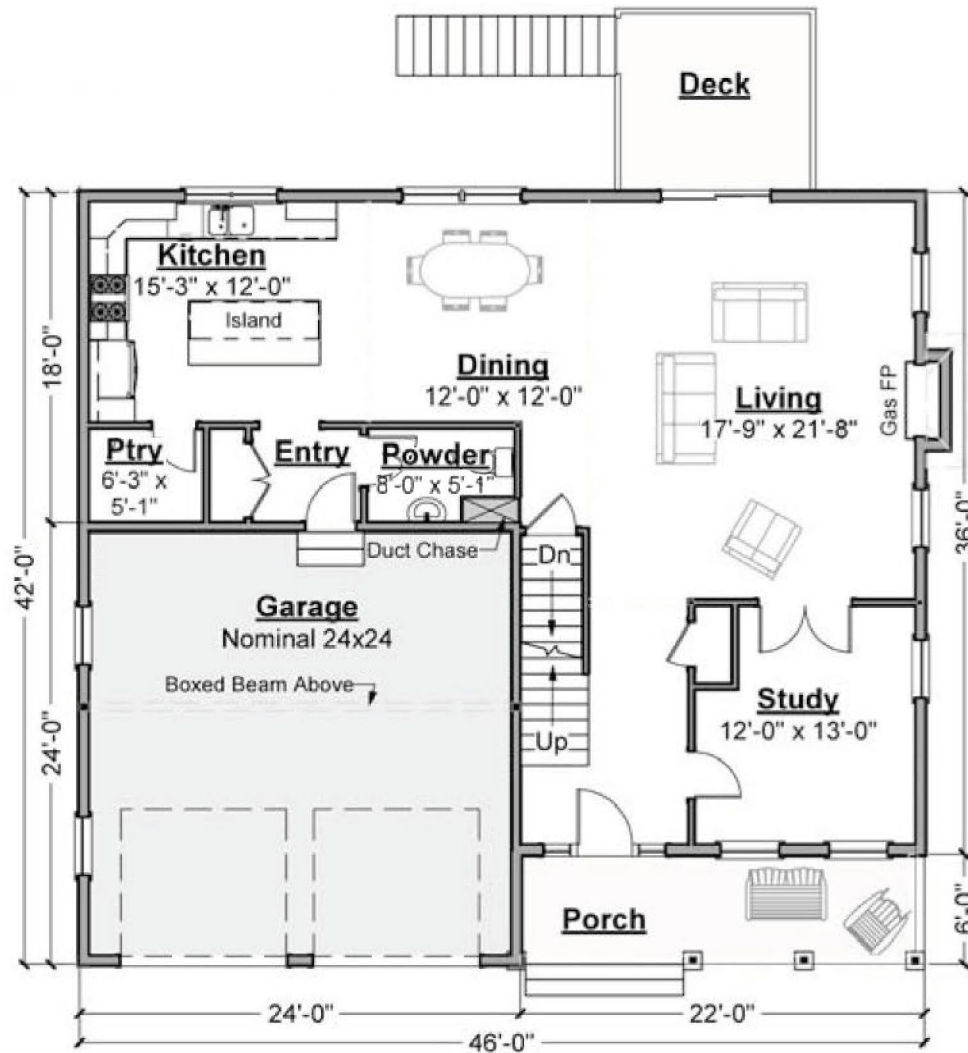 Deck
Kitchen
15'-3" x 12'-0"
Island
Dining
12'-0" x 12'-0"
Living
17'-9" x 21'-8"
Gas FP
18'-0"
Ptry
6'-3" x
5'-1"
Entry
Powder
8'-0" x 5'-1"
Duct Chase
Dn
42'-0"
36'-0"
Garage
Nominal 24x24
Boxed Beam Above
Up
Study
12'-0" x 13'-0"
24'-0"
Porch
6'-0"
24'-0"
22'-0"
46'-0"